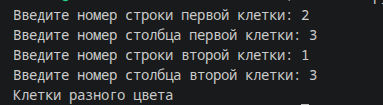 Введите номер строки первой клетки: 2
Введите номер столбца первой клетки: 3
Введите номер строки второй клетки: 1
Введите номер столбца второй клетки: 3
Клетки разного цвета